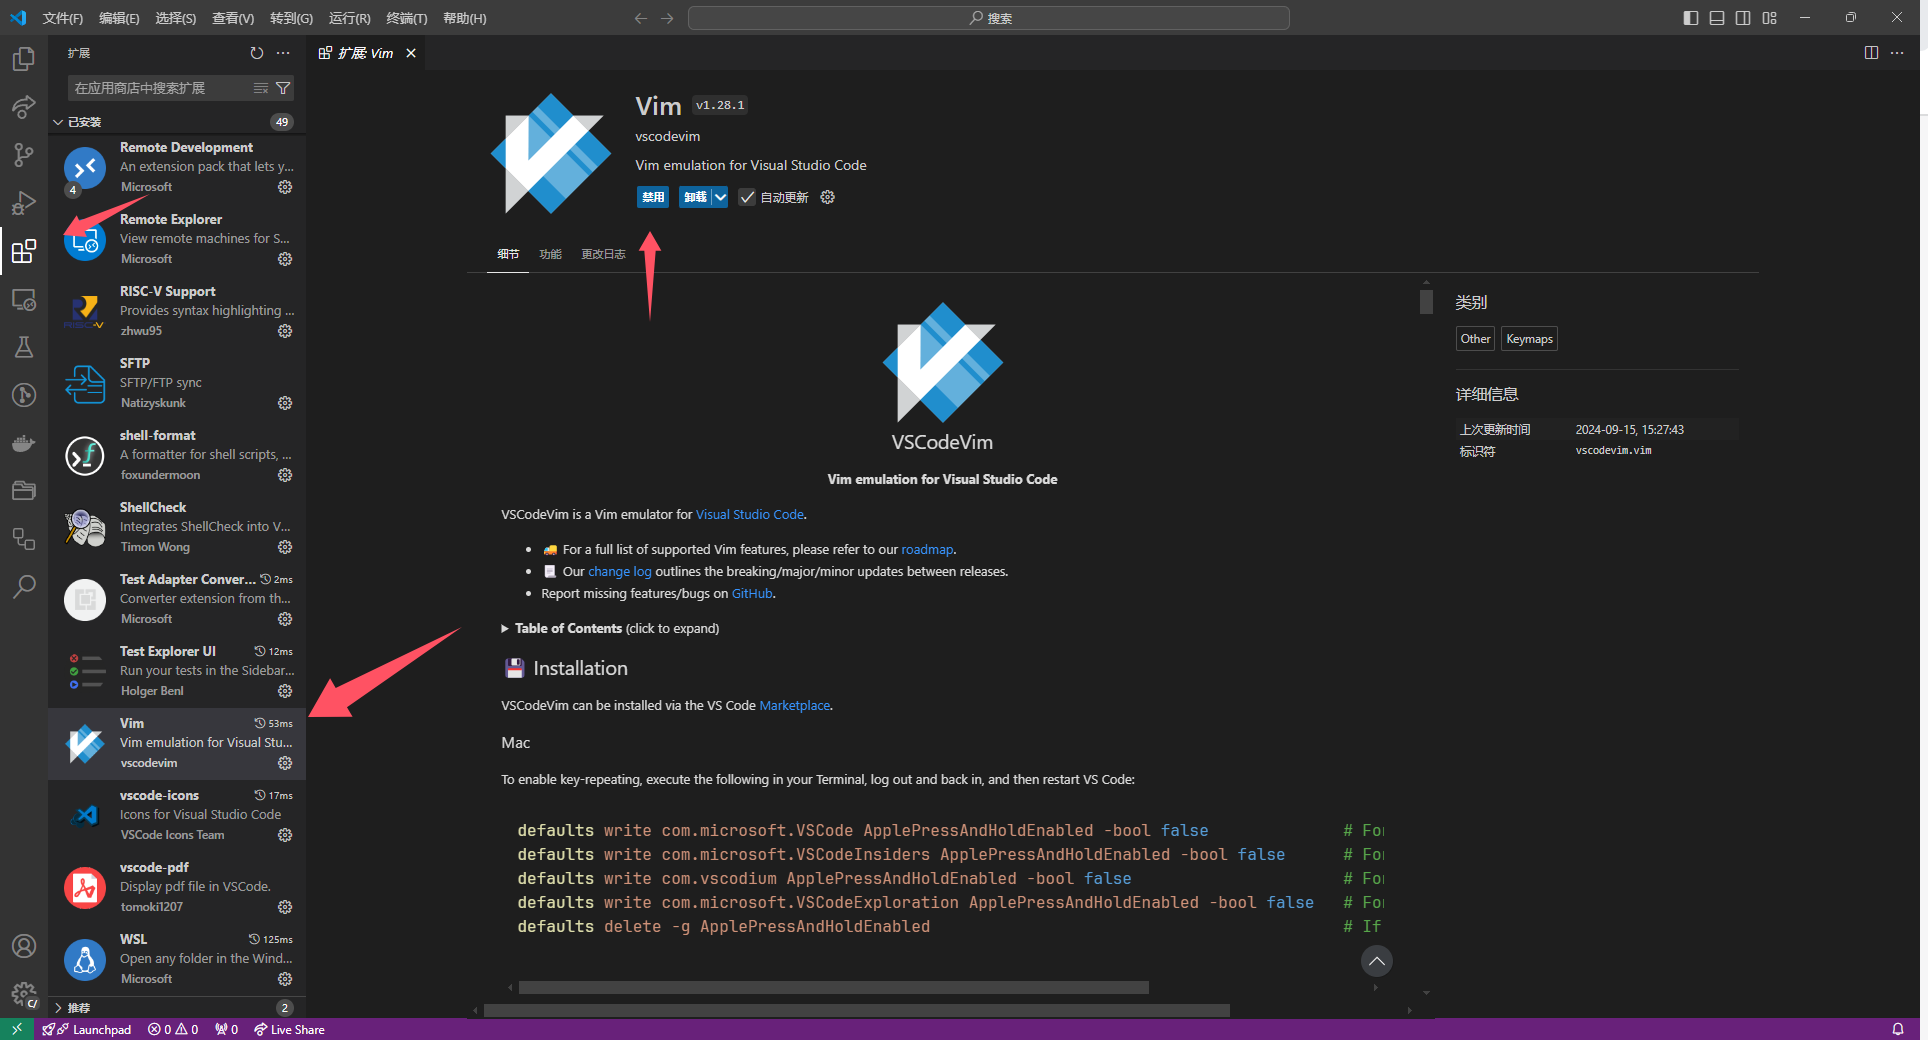 文件(F) 编辑(E) 选择(S) 查看(V) 转到(G) 运行(R) 终端(T) 帮助(H)
搜索
扩展
扩展: Vim
在应用商店中搜索扩展
已安装 49
Remote Development
An extension pack that lets y...
Microsoft
4
Remote Explorer
View remote machines for S...
Microsoft
RISC-V Support
Provides syntax highlighting ...
zhwu95
RISC-V
SFTP
SFTP/FTP sync
Natizyskunk
shell-format
A formatter for shell scripts, ...
foxundermoon
ShellCheck
Integrates ShellCheck into V...
Timon Wong
Test Adapter Conver... 2ms
Converter extension from th...
Microsoft
Test Explorer UI 12ms
Run your tests in the Sidebar...
Holger Benl
Vim 53ms
Vim emulation for Visual Stu...
vscodevim
vscode-icons 17ms
Icons for Visual Studio Code
VSCode Icons Team
vscode-pdf
Display pdf file in VSCode.
tomoki1207
WSL 125ms
Open any folder in the Wind...
Microsoft
推荐 2
Vim v1.28.1
vscodevim
Vim emulation for Visual Studio Code
禁用 卸载 自动更新
细节 功能 更改日志
VSCodeVim
Vim emulation for Visual Studio Code
VSCodeVim is a Vim emulator for Visual Studio Code.
• 🚚 For a full list of supported Vim features, please refer to our roadmap.
• 📃 Our change log outlines the breaking/major/minor updates between releases.
• Report missing features/bugs on GitHub.
Table of Contents (click to expand)
💾 Installation
VSCodeVim can be installed via the VS Code Marketplace.
Mac
To enable key-repeating, execute the following in your Terminal, log out and back in, and then restart VS Code:
defaults write com.microsoft.VSCode ApplePressAndHoldEnabled -bool false # For
defaults write com.microsoft.VSCodeInsiders ApplePressAndHoldEnabled -bool false # For
defaults write com.vscodium ApplePressAndHoldEnabled -bool false # For
defaults write com.microsoft.VSCodeExploration ApplePressAndHoldEnabled -bool false # For
defaults delete -g ApplePressAndHoldEnabled # If
类别
Other Keymaps
详细信息
上次更新时间 2024-09-15, 15:27:43
标识符 vscodevim.vim
Launchpad 0 0 0 Live Share